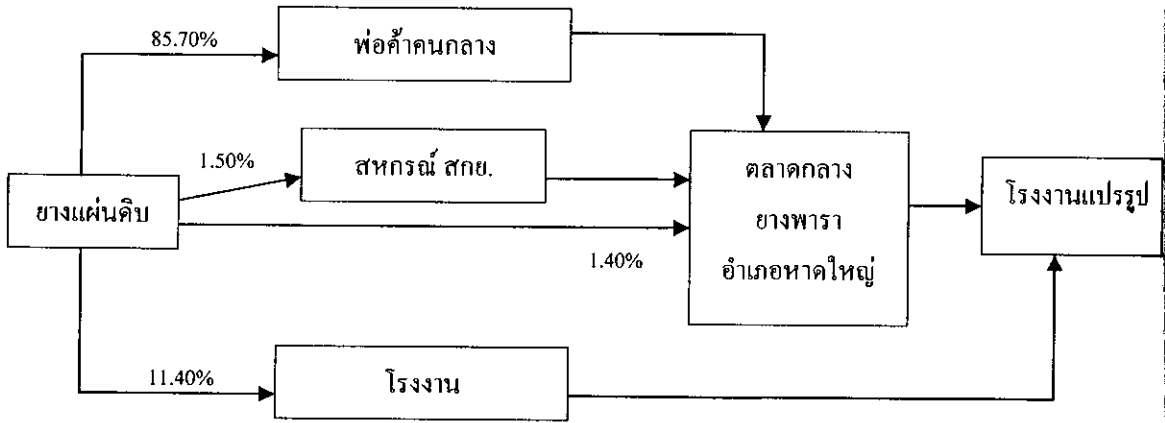 85.70%
พ่อค้าคนกลาง
1.50%
สหกรณ์ สกย.
ยางแผ่นดิบ
1.40%
ตลาดกลาง
ยางพารา
อำเภอหาดใหญ่
โรงงานแปรรูป
11.40%
โรงงาน